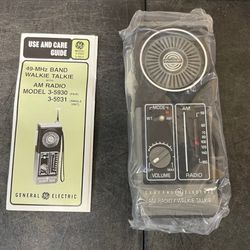 USE AND CARE
GUIDE
49-MHz BAND
WALKIE TALKIE
AM RADIO
MODEL 3-5930 (PAIR)
3-5931
GENERAL ELECTRIC
MODE
AM
VOLUME
RADIO
GENERAL ELECTRIC
AM RADIO / WALKIE TALKIE